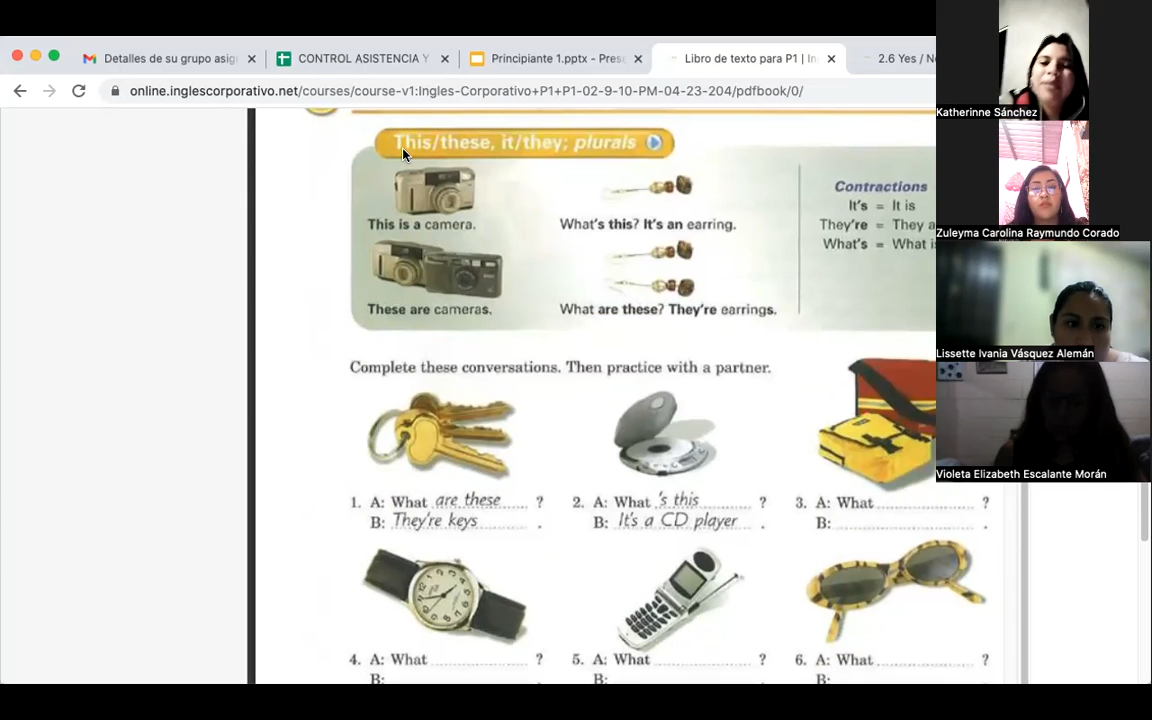 Detalles de su grupo asig
CONTROL ASISTENCIA Y
Principiante 1.pptx - Pres
Libro de texto para P1 | In
2.6 Yes / N
online.inglescorporativo.net/courses/course-v1:Ingles-Corporativo+P1+P1-02-9-10-PM-04-23-204/pdfbook/0/
This/these, it/they; plurals
This is a camera.
What's this? It's an earring.
These are cameras.
What are these? They're earrings.
Contractions
It's = It is
They're = They a
What's = What is
Complete these conversations. Then practice with a partner.
1. A: What are these ?
B: They're keys .
2. A: What 's this ?
B: It's a CD player .
3. A: What ?
B: .
4. A: What ?
B:
5. A: What ?
B:
6. A: What ?
B:
Katherinne Sánchez
Zuleyma Carolina Raymundo Corado
Lissette Ivania Vásquez Alemán
Violeta Elizabeth Escalante Morán